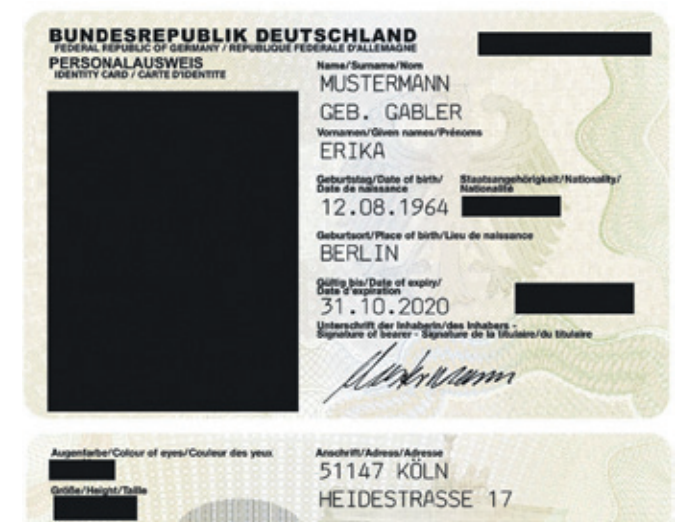 BUNDESREPUBLIK DEUTSCHLAND
FEDERAL REPUBLIC OF GERMANY / REPUBLIQUE FEDERALE D'ALLEMAGNE
PERSONALAUSWEIS
IDENTITY CARD / CARTE D'IDENTITE
Name/Surname/Nom
MUSTERMANN
GEB. GABLER
Vornamen/Given names/Prénoms
ERIKA
Geburtstag/Date of birth/
Date de naissance
Staatsangehörigkeit/Nationality/
Nationalité
12.08.1964
Geburtsort/Place of birth/Lieu de naissance
BERLIN
Gültig bis/Date of expiry/
Date d'expiration
31.10.2020
Unterschrift der Inhaberin/des Inhabers -
Signature of bearer - Signature de la titulaire/du titulaire
Mustermann
Augenfarbe/Colour of eyes/Couleur des yeux
Größe/Height/Taille
Anschrift/Adress/Adresse
51147 KÖLN
HEIDESTRASSE 17